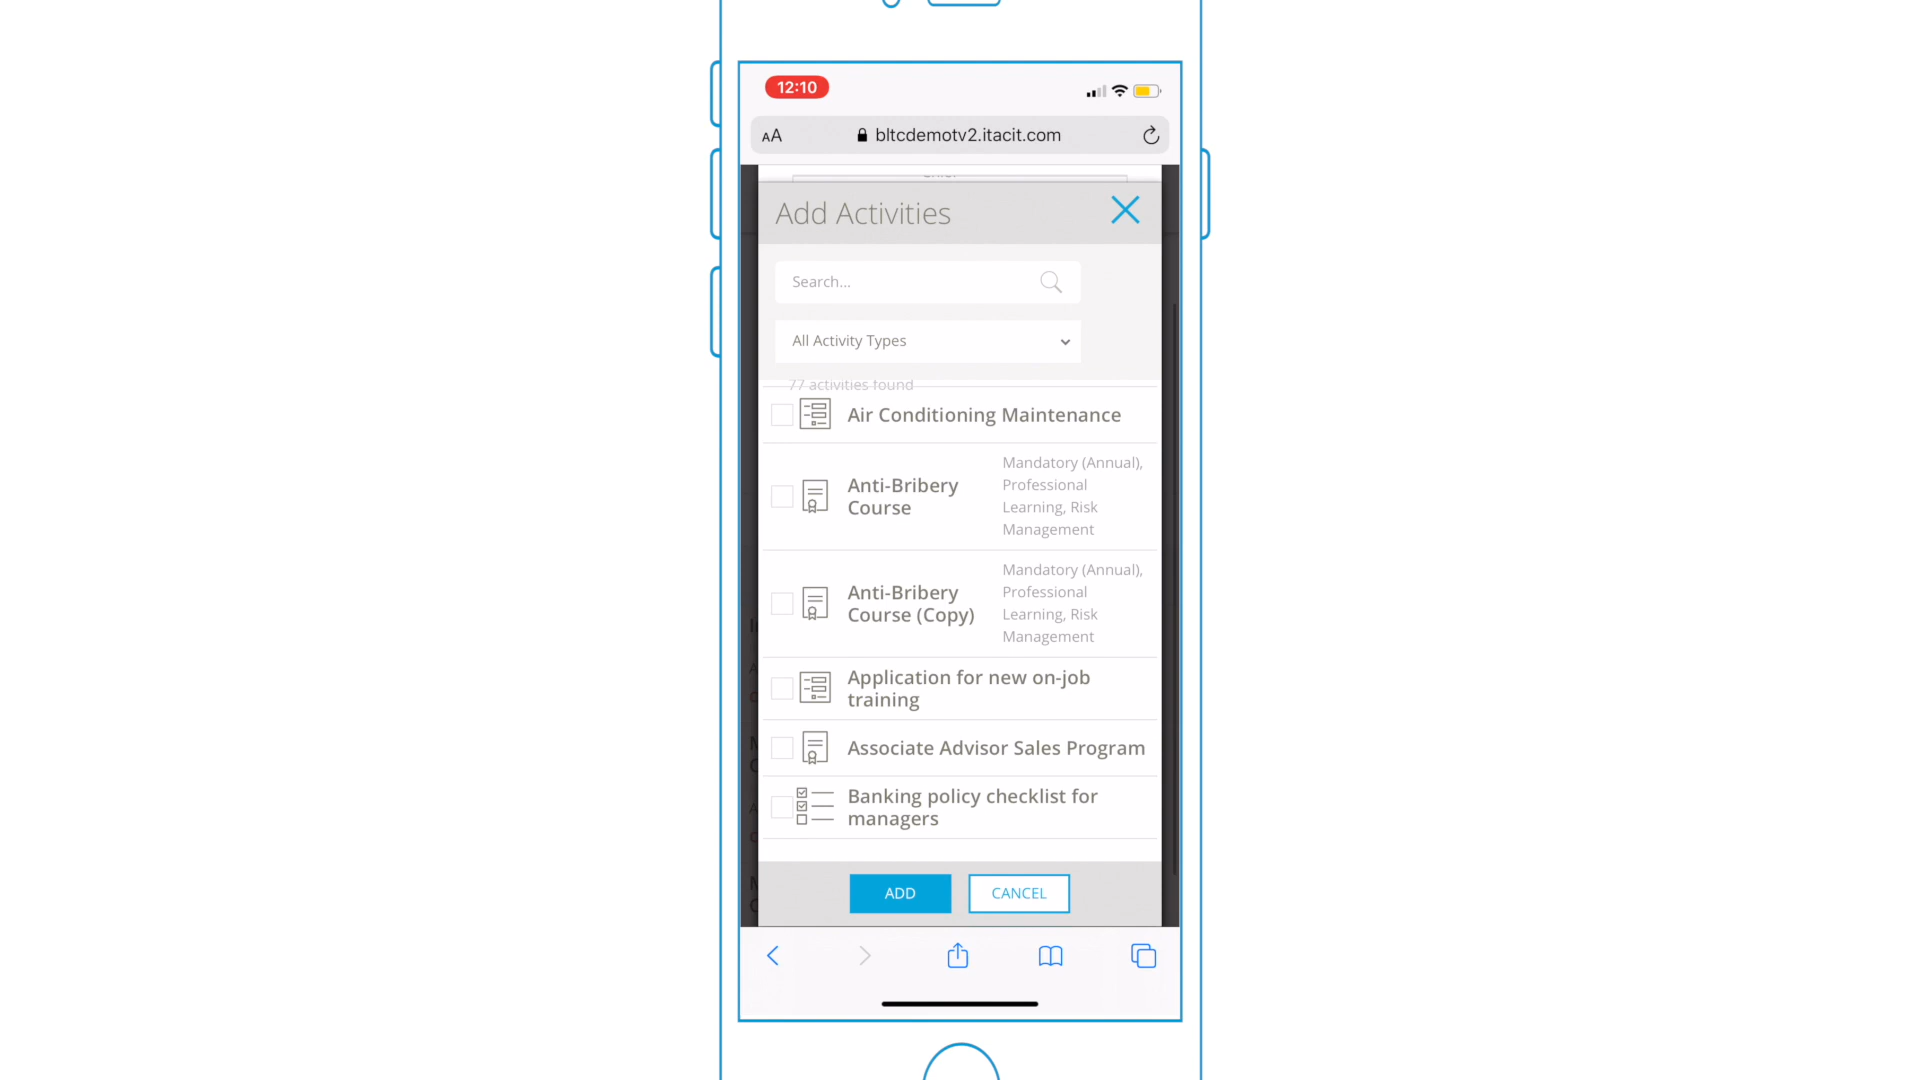 12:10
AA bltcdemotv2.itacit.com
Add Activities
Search...
All Activity Types
77 activities found
Air Conditioning Maintenance
Anti-Bribery
Course
Mandatory (Annual),
Professional
Learning, Risk
Management
Anti-Bribery
Course (Copy)
Mandatory (Annual),
Professional
Learning, Risk
Management
Application for new on-job
training
Associate Advisor Sales Program
Banking policy checklist for
managers
ADD
CANCEL